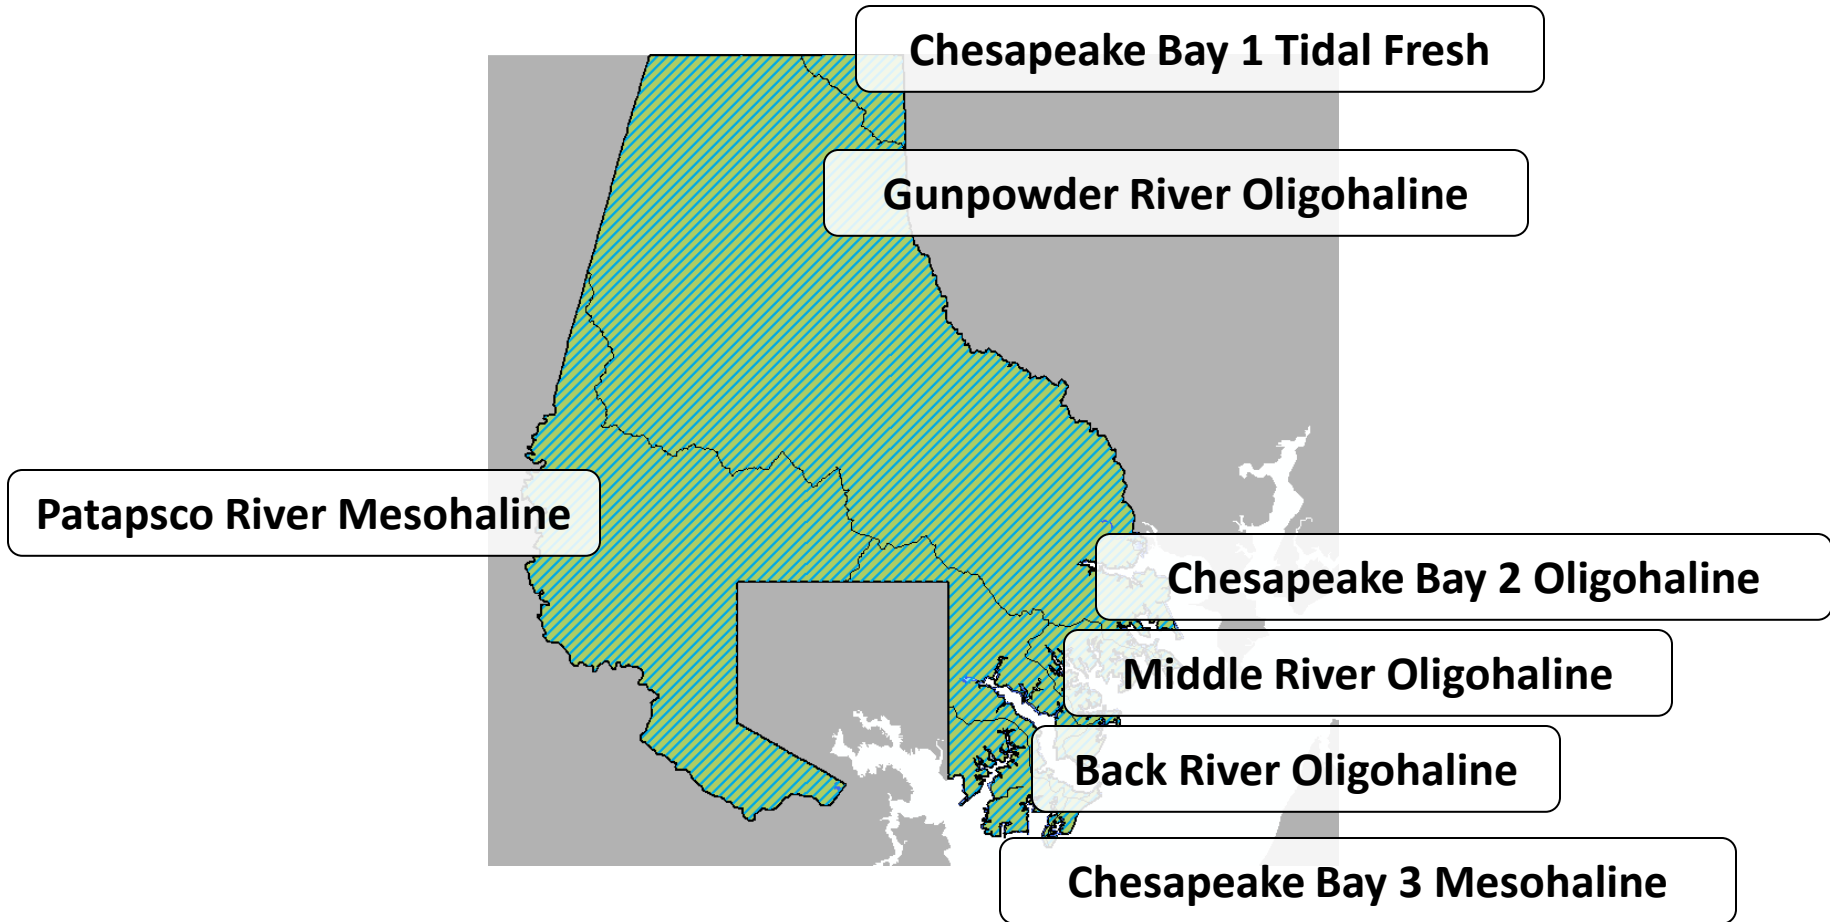 Chesapeake Bay 1 Tidal Fresh
Gunpowder River Oligohaline
Patapsco River Mesohaline
Chesapeake Bay 2 Oligohaline
Middle River Oligohaline
Back River Oligohaline
Chesapeake Bay 3 Mesohaline